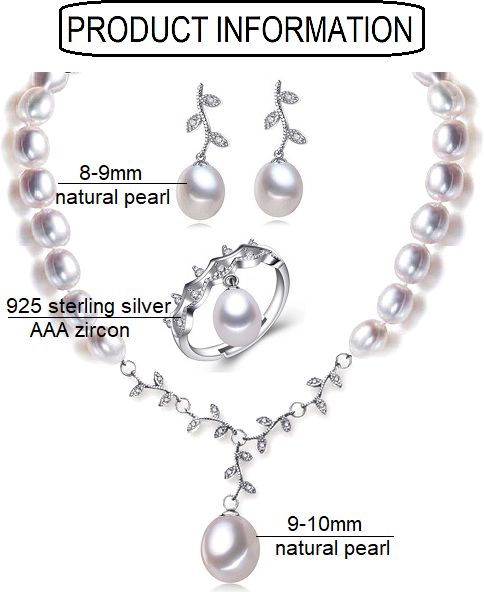 PRODUCT INFORMATION
8-9mm
natural pearl
925 sterling silver
AAA zircon
9-10mm
natural pearl